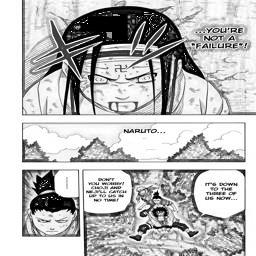 ...YOU'RE
NOT A
"FAILURE"!
NARUTO...
IT'S DOWN
TO THE
THREE OF
US NOW...
DON'T
YOU WORRY!
CHOJI AND
NEJI'LL CATCH
UP TO US IN
NO TIME!